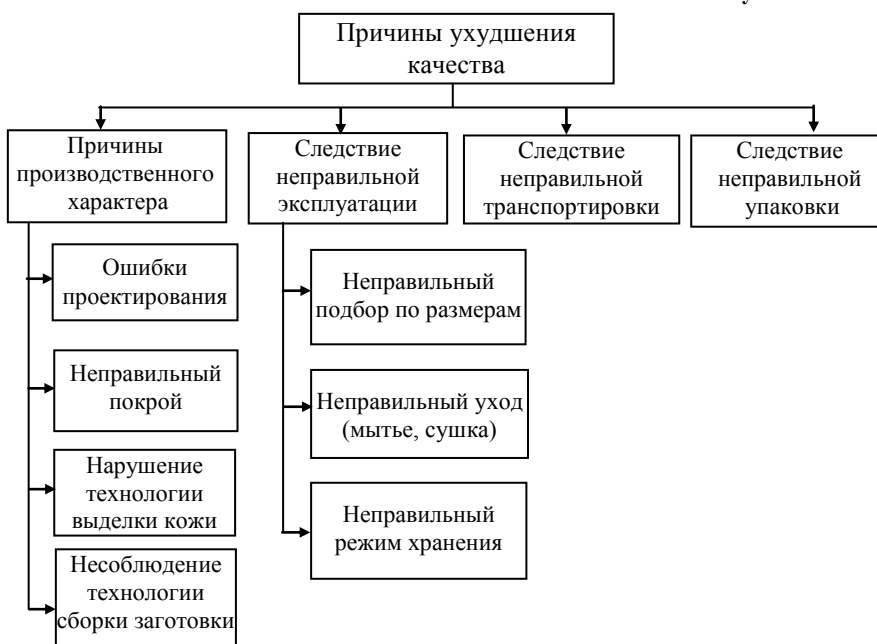 Причины ухудшения
качества
Причины
производственного
характера
Следствие
неправильной
эксплуатации
Следствие
неправильной
транспортировки
Следствие
неправильной
упаковки
Ошибки
проектирования
Неправильный
покрой
Нарушение
технологии
выделки кожи
Несоблюдение
технологии
сборки заготовки
Неправильный
подбор по размерам
Неправильный уход
(мытье, сушка)
Неправильный
режим хранения